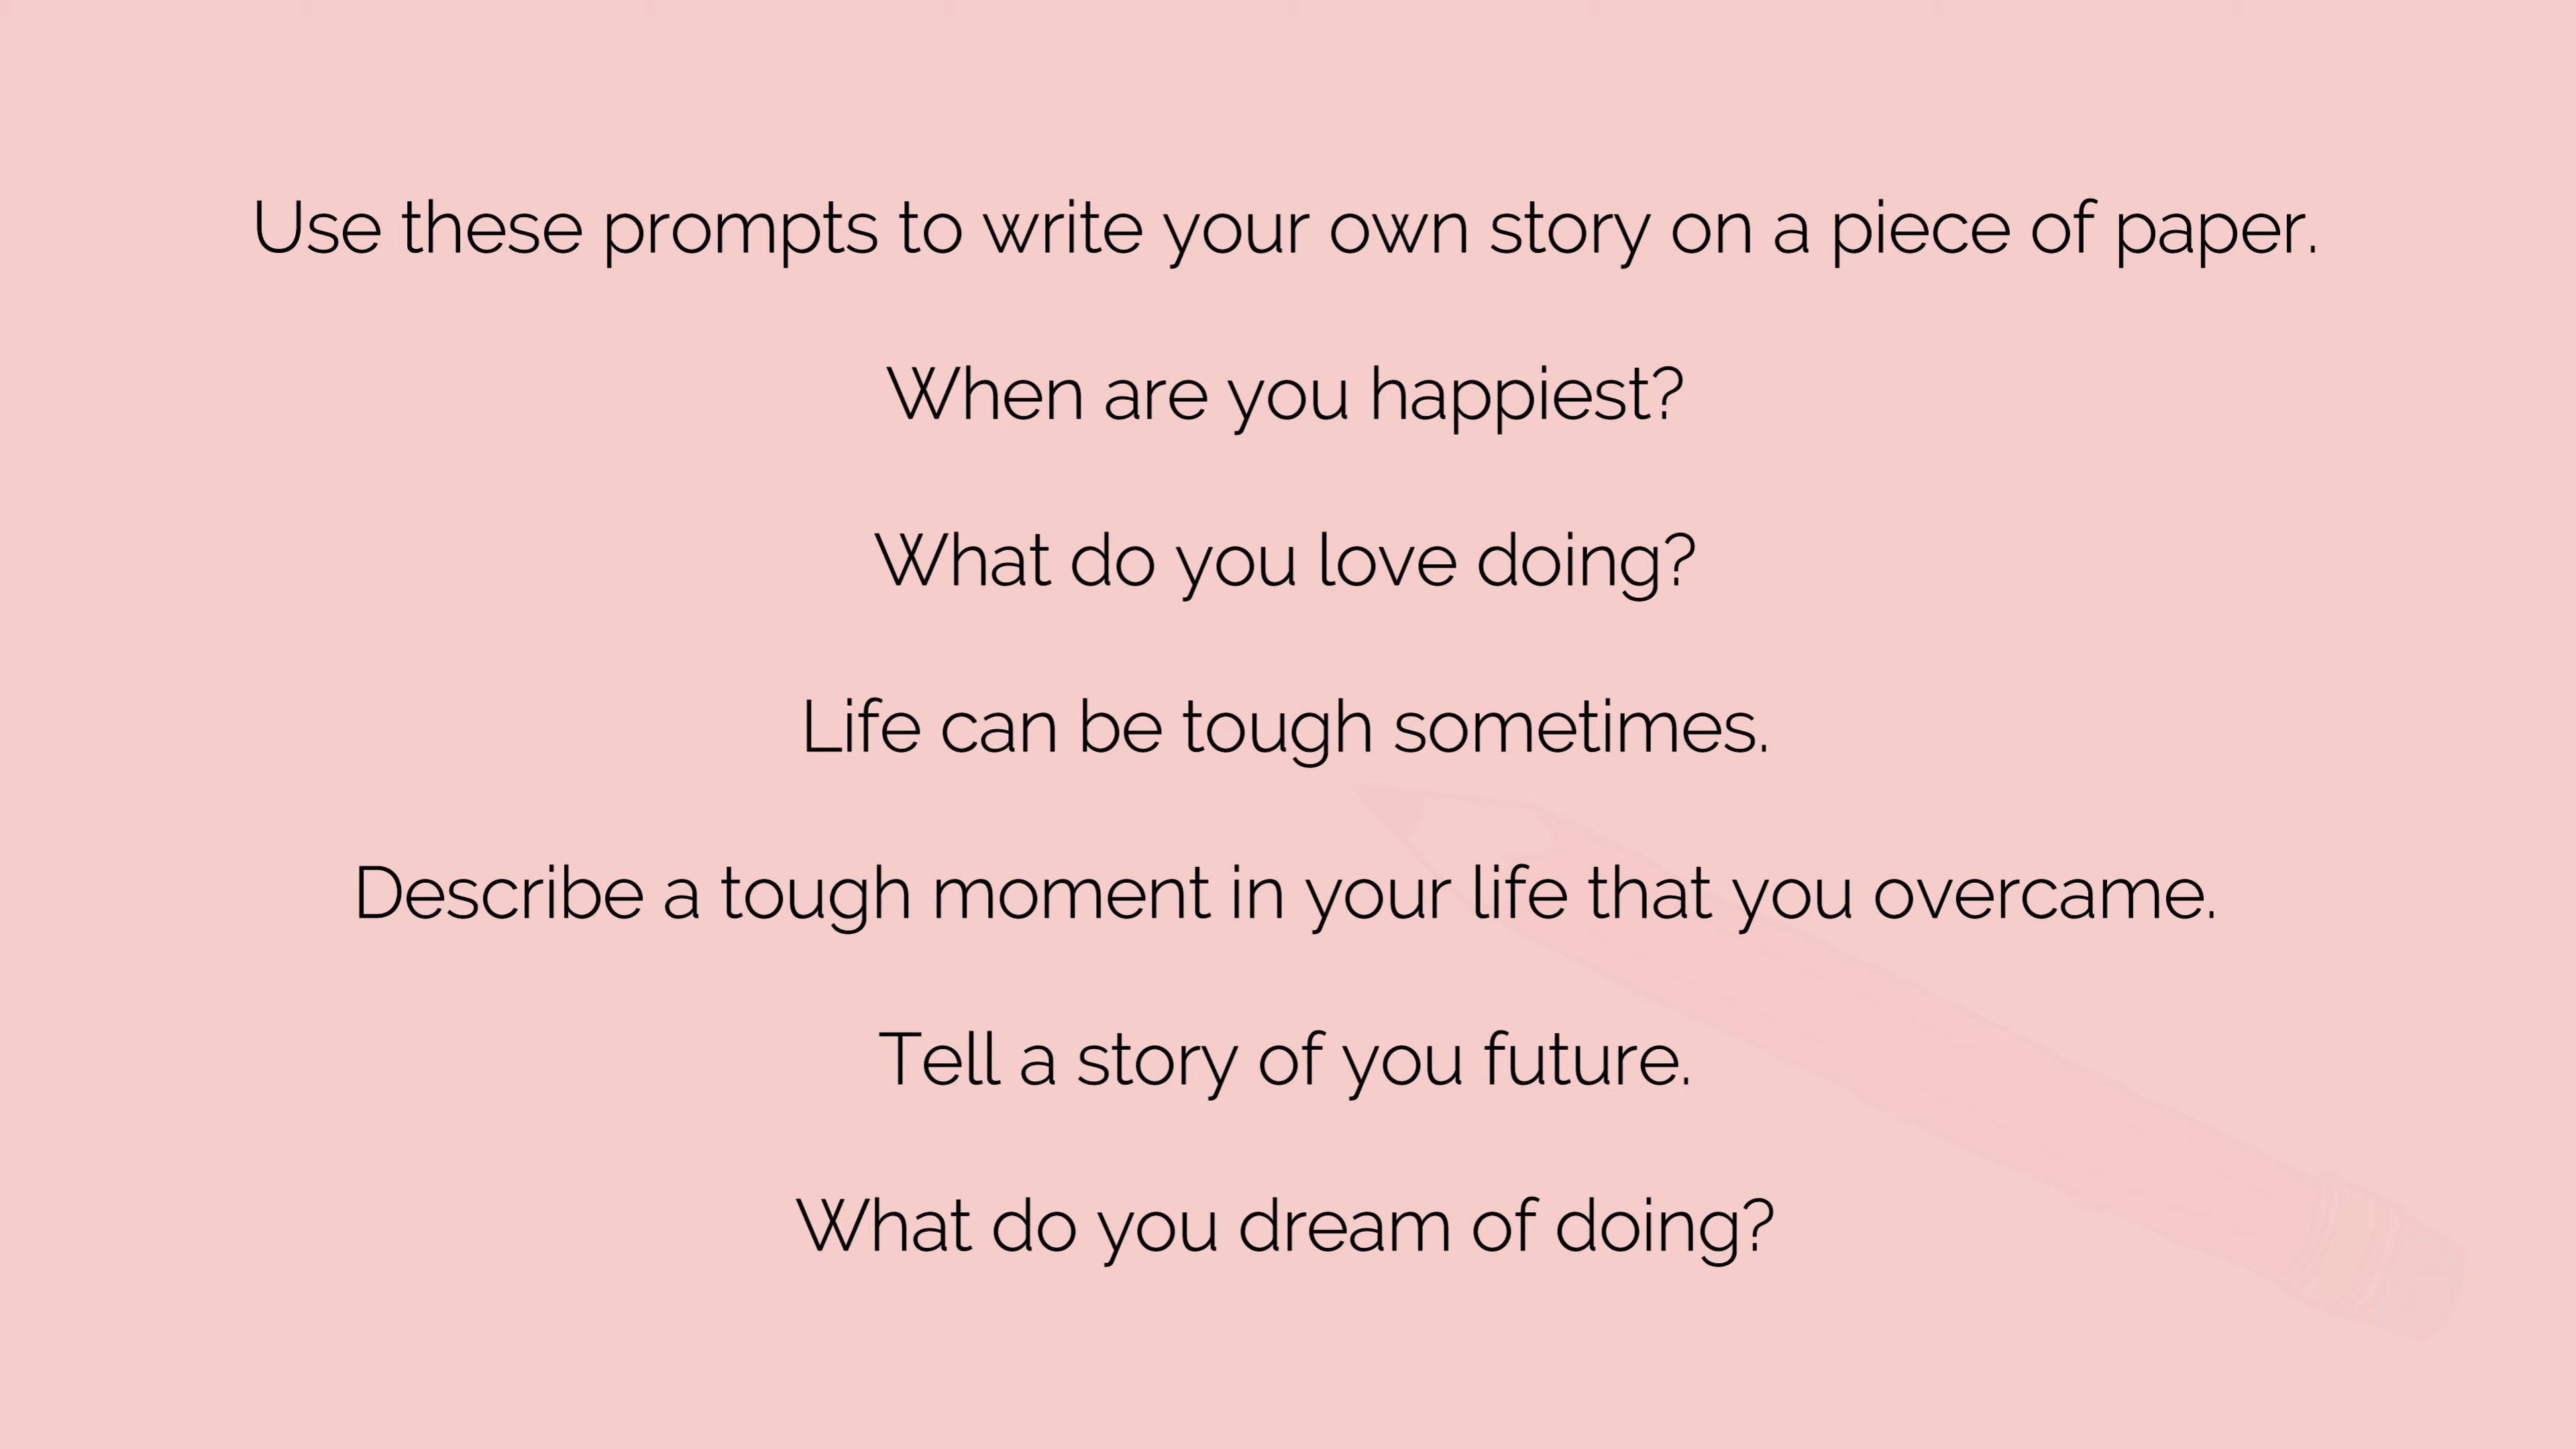 Use these prompts to write your own story on a piece of paper.
When are you happiest?
What do you love doing?
Life can be tough sometimes.
Describe a tough moment in your life that you overcame.
Tell a story of you future.
What do you dream of doing?